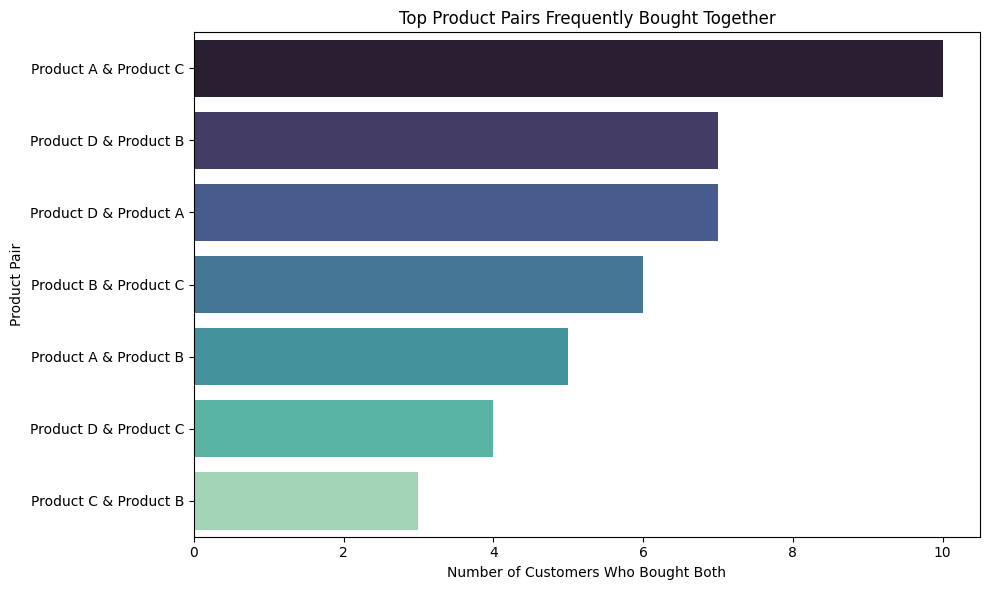 Top Product Pairs Frequently Bought Together
Product Pair
Product A & Product C
Product D & Product B
Product D & Product A
Product B & Product C
Product A & Product B
Product D & Product C
Product C & Product B
0 2 4 6 8 10
Number of Customers Who Bought Both